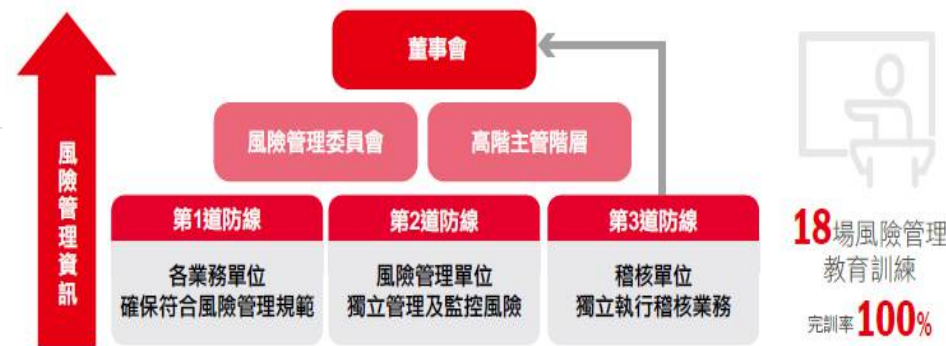 董事會
風險管理委員會
高階主管階層
風險管理資訊
第1道防線
各業務單位
確保符合風險管理規範
第2道防線
風險管理單位
獨立管理及監控風險
第3道防線
稽核單位
獨立執行稽核業務
18場風險管理
教育訓練
完訓率100%